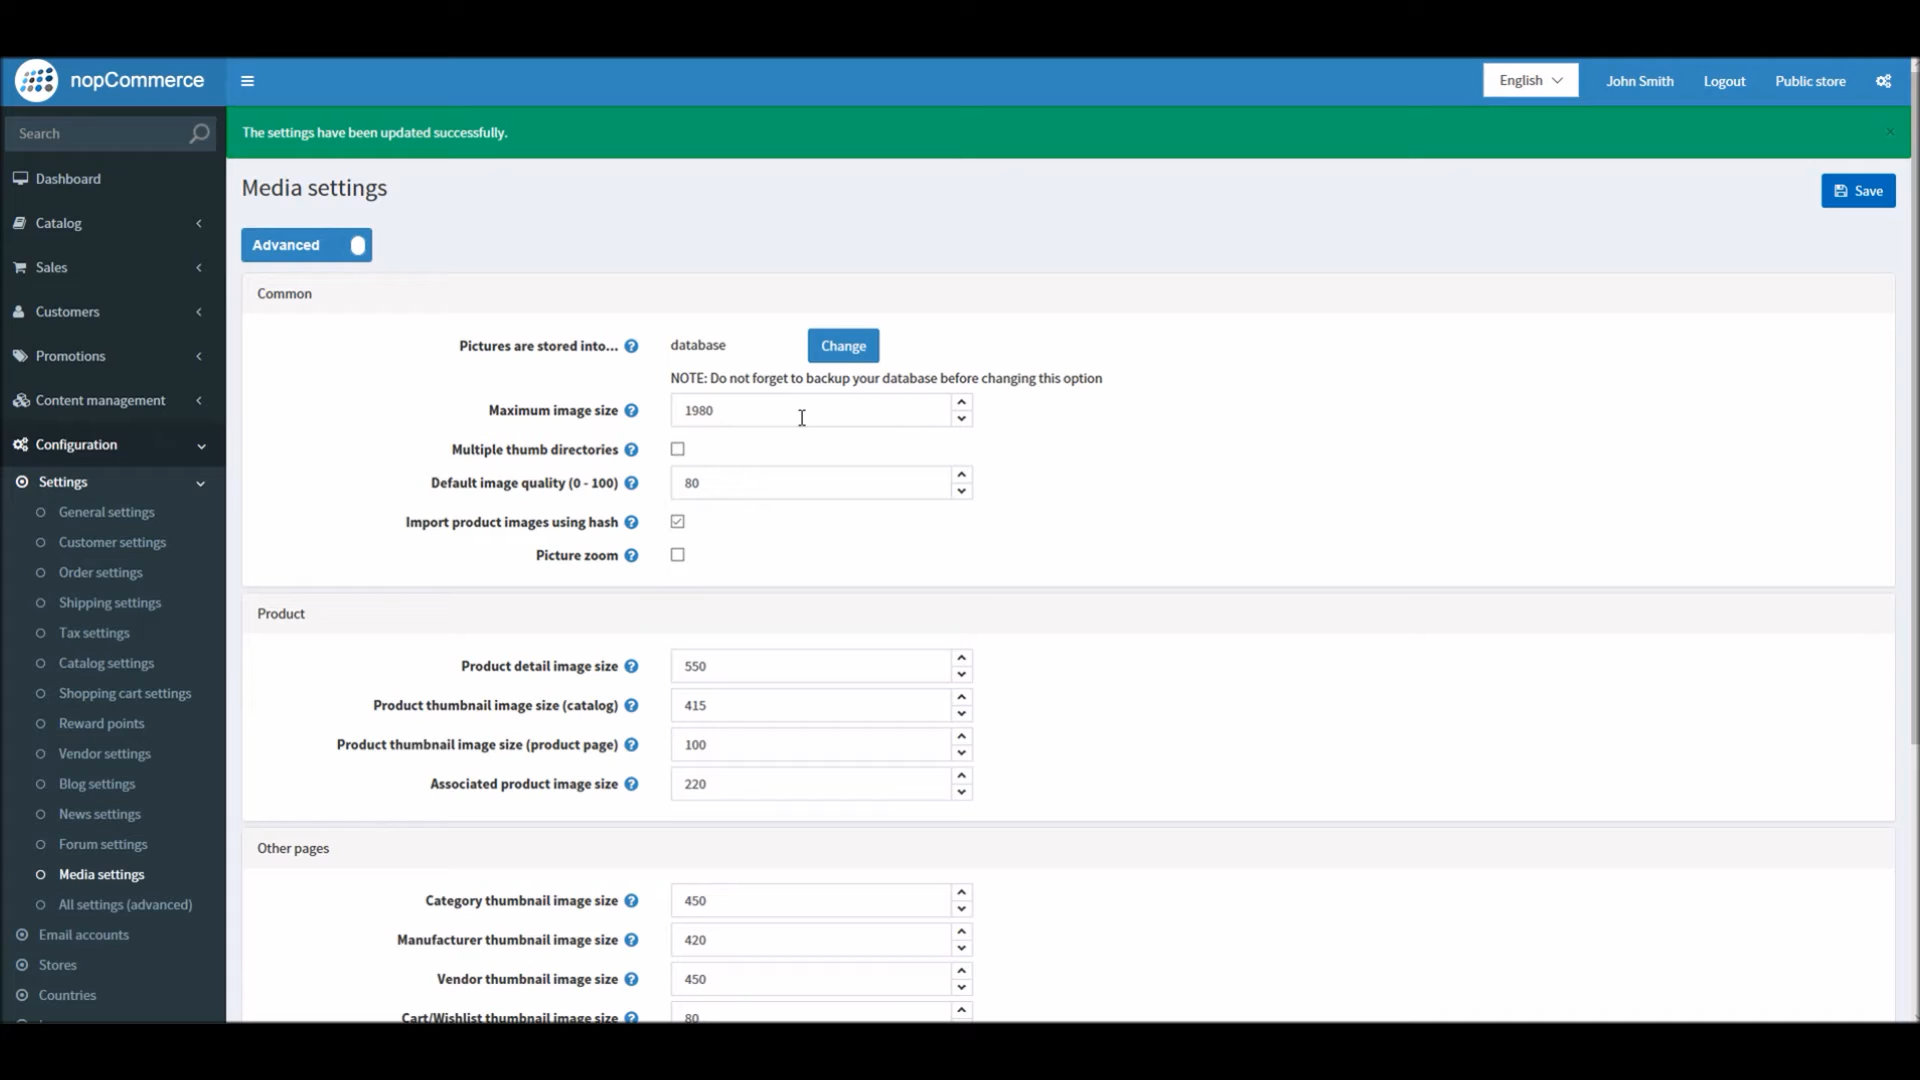 nopCommerce
English
John Smith
Logout
Public store
Search
The settings have been updated successfully.
×
Dashboard
Catalog
Sales
Customers
Promotions
Content management
Configuration
Settings
General settings
Customer settings
Order settings
Shipping settings
Tax settings
Catalog settings
Shopping cart settings
Reward points
Vendor settings
Blog settings
News settings
Forum settings
Media settings
All settings (advanced)
Email accounts
Stores
Countries
Media settings
Save
Advanced
Common
Pictures are stored into... ? database Change
NOTE: Do not forget to backup your database before changing this option
Maximum image size ? 1980
Multiple thumb directories ?
Default image quality (0 - 100) ? 80
Import product images using hash ?
Picture zoom ?
Product
Product detail image size ? 550
Product thumbnail image size (catalog) ? 415
Product thumbnail image size (product page) ? 100
Associated product image size ? 220
Other pages
Category thumbnail image size ? 450
Manufacturer thumbnail image size ? 420
Vendor thumbnail image size ? 450
Cart/Wishlist thumbnail image size ? 80